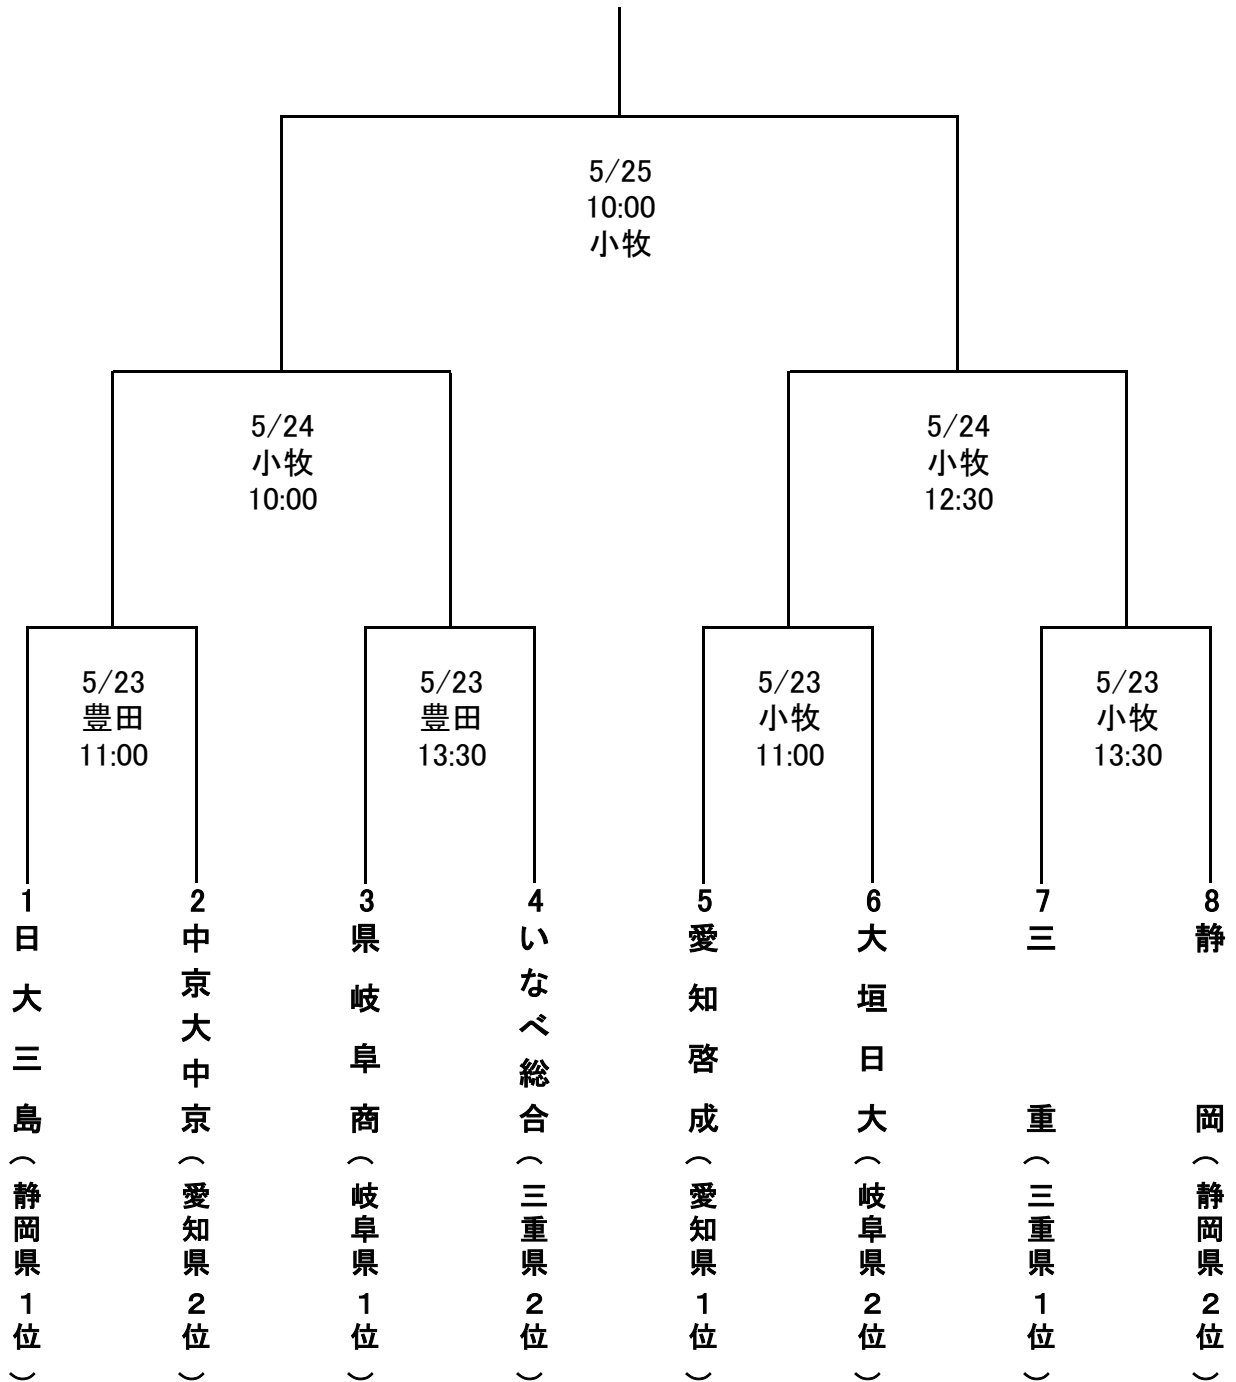 5/25
10:00
小牧
5/24
小牧
10:00
5/24
小牧
12:30
5/23
豊田
11:00
5/23
豊田
13:30
5/23
小牧
11:00
5/23
小牧
13:30
1
日大三島(静岡県1位)
2
中京大中京(愛知県2位)
3
県岐阜商(岐阜県1位)
4
いなべ総合(三重県2位)
5
愛知啓成(愛知県1位)
6
大垣日大(岐阜県2位)
7
三重(三重県1位)
8
静岡(静岡県2位)